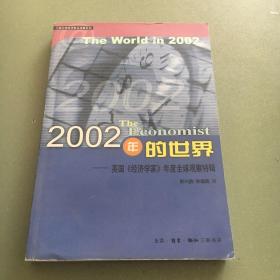 The World in 2002
2002年的世界
The
Economist
——英国《经济学家》年度全球观察特辑
生活·读书·新知三联书店